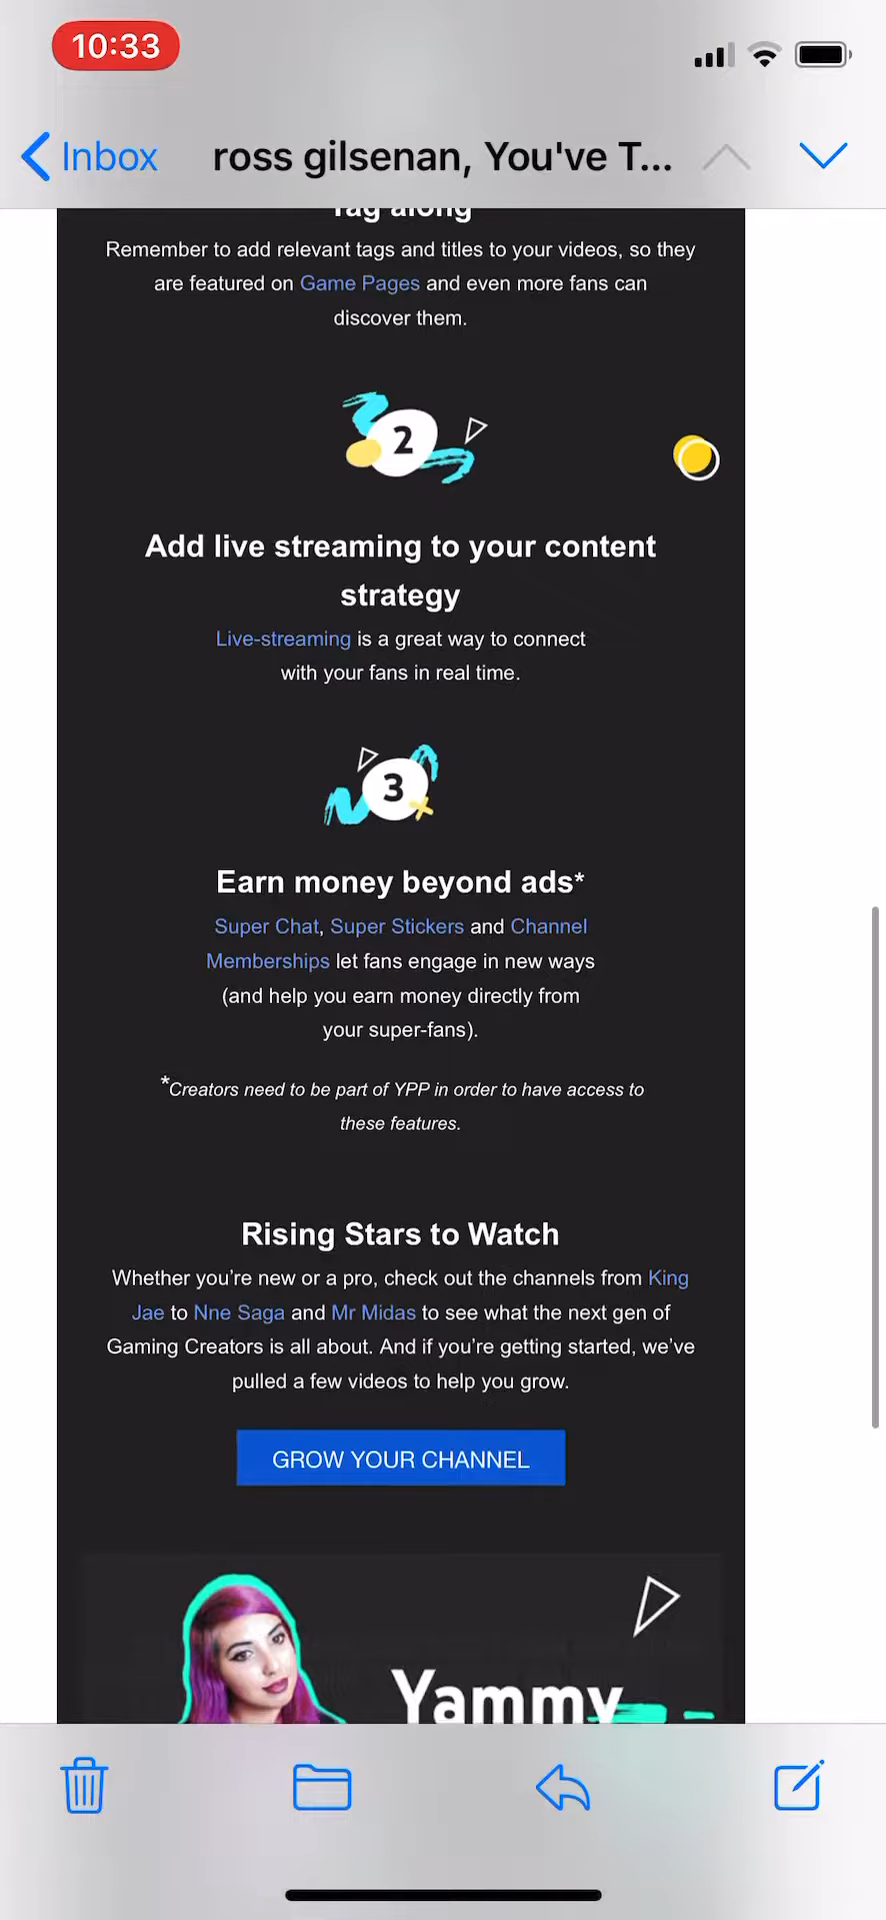 10:33
Inbox
ross gilsenan, You've T...
Tag along
Remember to add relevant tags and titles to your videos, so they
are featured on Game Pages and even more fans can
discover them.
2
Add live streaming to your content
strategy
Live-streaming is a great way to connect
with your fans in real time.
3
Earn money beyond ads*
Super Chat, Super Stickers and Channel
Memberships let fans engage in new ways
(and help you earn money directly from
your super-fans).
*Creators need to be part of YPP in order to have access to
these features.
Rising Stars to Watch
Whether you’re new or a pro, check out the channels from King
Jae to Nne Saga and Mr Midas to see what the next gen of
Gaming Creators is all about. And if you’re getting started, we’ve
pulled a few videos to help you grow.
GROW YOUR CHANNEL
Yammy